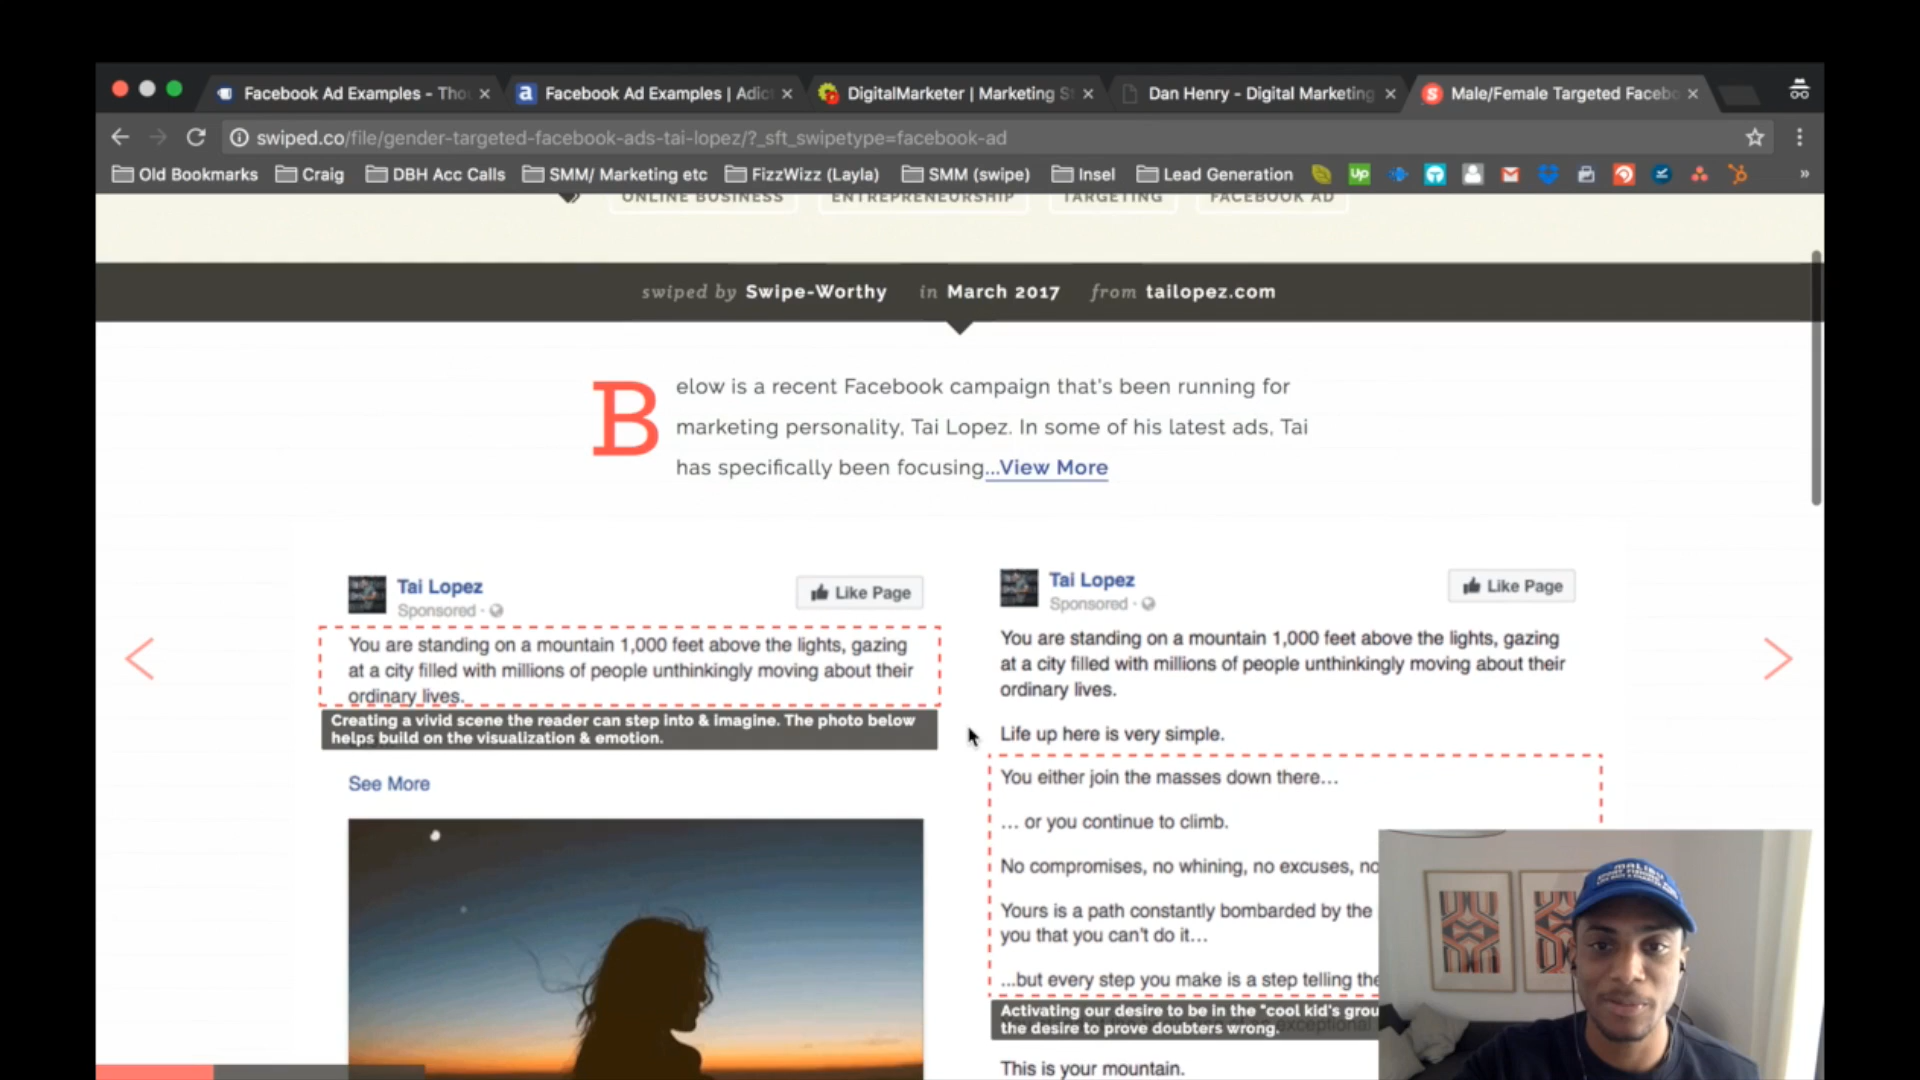 Facebook Ad Examples - Tho
Facebook Ad Examples | Adic
DigitalMarketer | Marketing S
Dan Henry - Digital Marketing
Male/Female Targeted Facebo
swiped.co/file/gender-targeted-facebook-ads-tai-lopez/?_sft_swipetype=facebook-ad
Old Bookmarks
Craig
DBH Acc Calls
SMM/ Marketing etc
FizzWizz (Layla)
SMM (swipe)
Insel
Lead Generation
Up
»
ONLINE BUSINESS
ENTREPRENEURSHIP
TARGETING
FACEBOOK AD
swiped by Swipe-Worthy in March 2017 from tailopez.com
Below is a recent Facebook campaign that's been running for
marketing personality, Tai Lopez. In some of his latest ads, Tai
has specifically been focusing...View More
Tai Lopez
Sponsored ·
Like Page
You are standing on a mountain 1,000 feet above the lights, gazing
at a city filled with millions of people unthinkingly moving about their
ordinary lives.
Creating a vivid scene the reader can step into & imagine. The photo below
helps build on the visualization & emotion.
See More
Tai Lopez
Sponsored ·
Like Page
You are standing on a mountain 1,000 feet above the lights, gazing
at a city filled with millions of people unthinkingly moving about their
ordinary lives.
Life up here is very simple.
You either join the masses down there...
... or you continue to climb.
No compromises, no whining, no excuses, no
Yours is a path constantly bombarded by the
you that you can't do it...
...but every step you make is a step telling the
Activating our desire to be in the "cool kid's grou
the desire to prove doubters wrong.
This is your mountain.
MALIBU